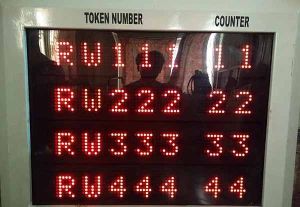 TOKEN NUMBER COUNTER
RW111 11
RW222 22
RW333 33
RW444 44